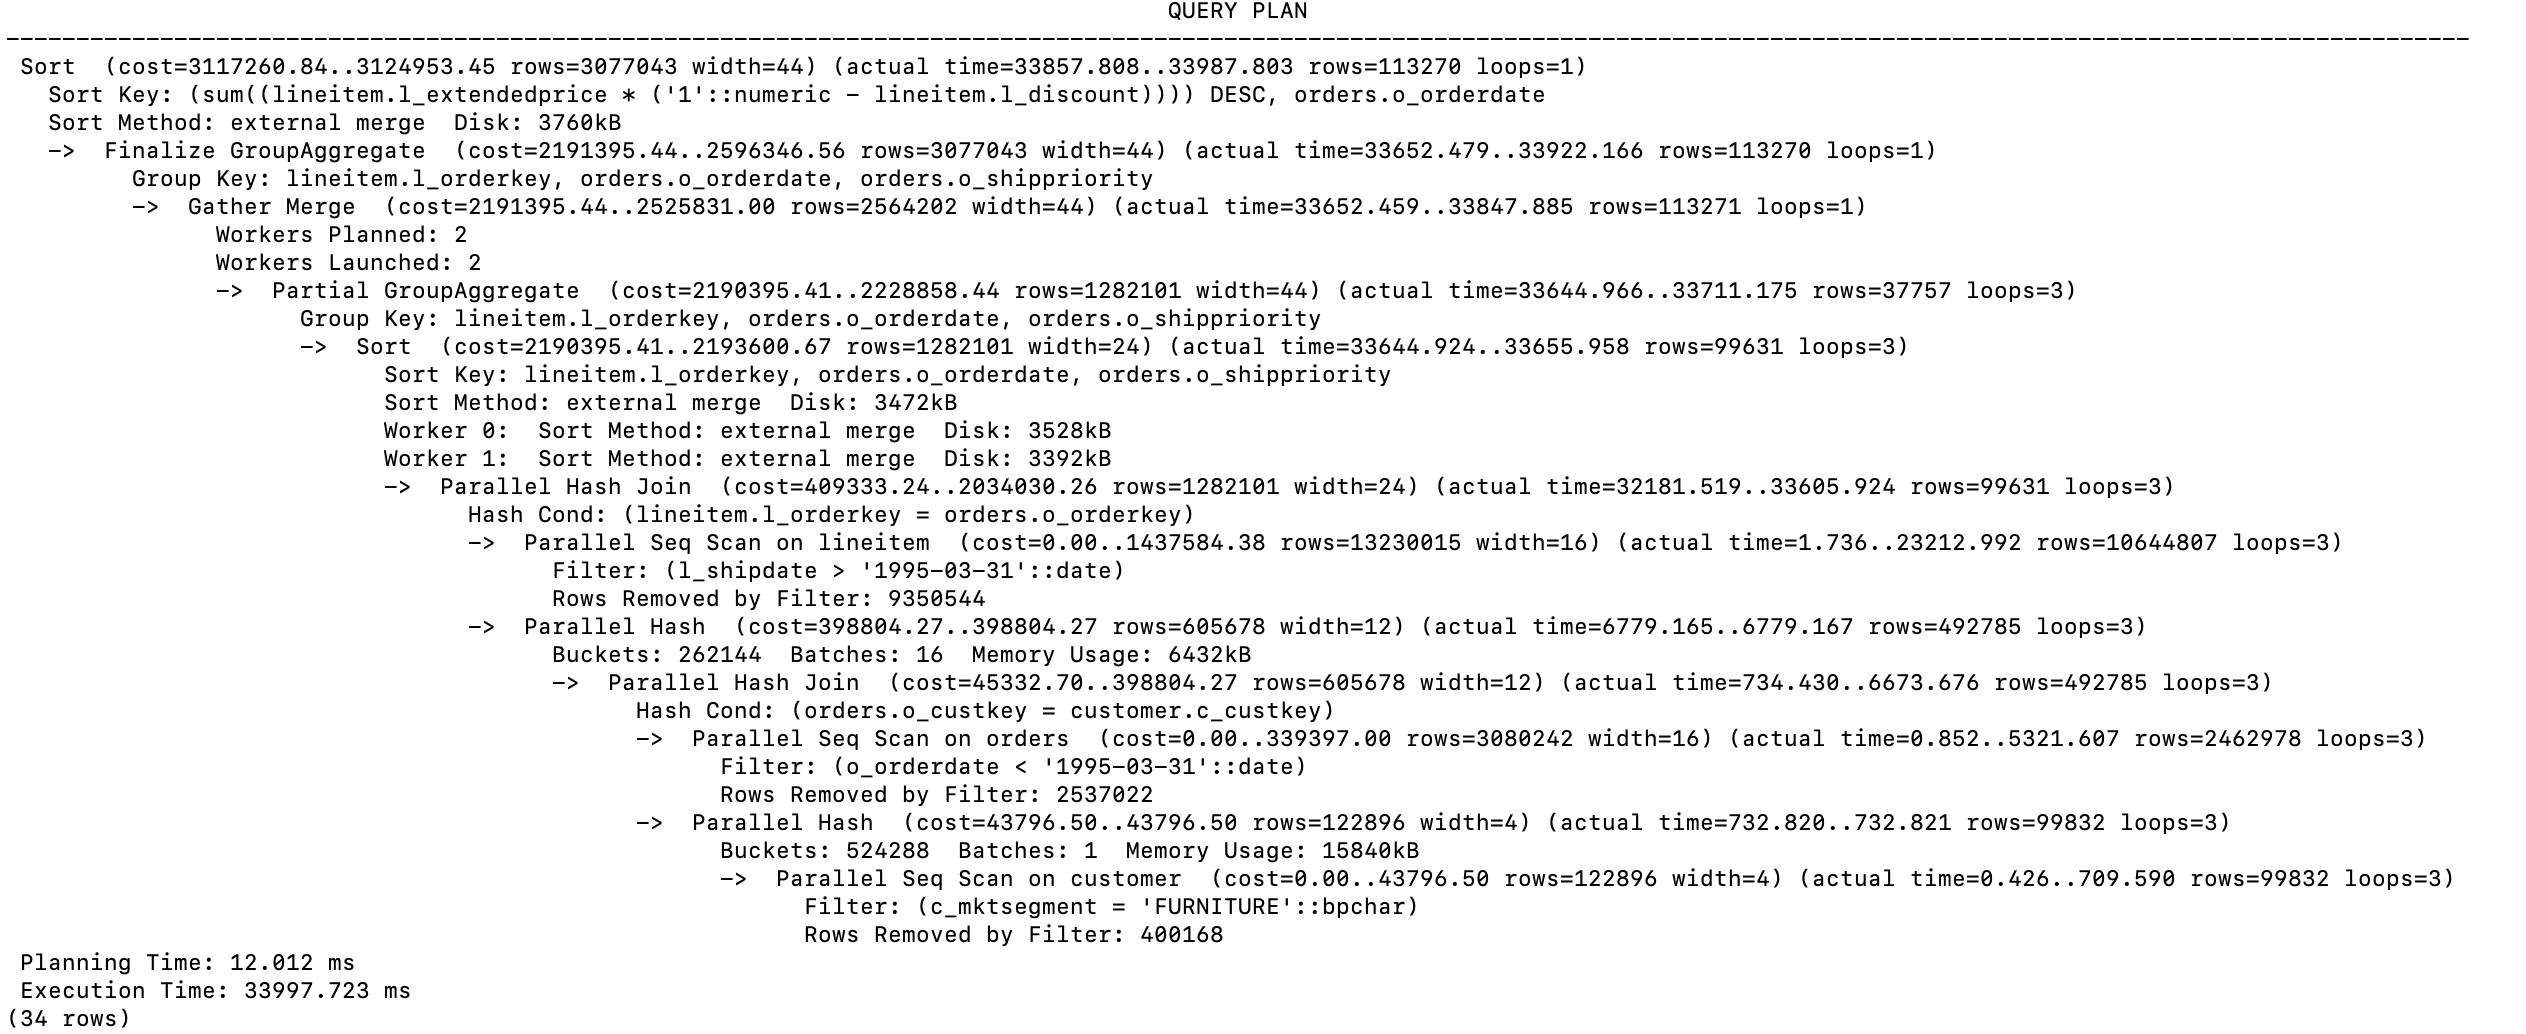 QUERY PLAN
----------------------------------------------------------------------------------------------------------------------------------------------------------------------------------
 Sort  (cost=3117260.84..3124953.45 rows=3077043 width=44) (actual time=33857.808..33987.803 rows=113270 loops=1)
   Sort Key: (sum((lineitem.l_extendedprice * ('1'::numeric - lineitem.l_discount)))) DESC, orders.o_orderdate
   Sort Method: external merge  Disk: 3760kB
   ->  Finalize GroupAggregate  (cost=2191395.44..2596346.56 rows=3077043 width=44) (actual time=33652.479..33922.166 rows=113270 loops=1)
         Group Key: lineitem.l_orderkey, orders.o_orderdate, orders.o_shippriority
         ->  Gather Merge  (cost=2191395.44..2525831.00 rows=2564202 width=44) (actual time=33652.459..33847.885 rows=113271 loops=1)
               Workers Planned: 2
               Workers Launched: 2
               ->  Partial GroupAggregate  (cost=2190395.41..2228858.44 rows=1282101 width=44) (actual time=33644.966..33711.175 rows=37757 loops=3)
                     Group Key: lineitem.l_orderkey, orders.o_orderdate, orders.o_shippriority
                     ->  Sort  (cost=2190395.41..2193600.67 rows=1282101 width=24) (actual time=33644.924..33655.958 rows=99631 loops=3)
                           Sort Key: lineitem.l_orderkey, orders.o_orderdate, orders.o_shippriority
                           Sort Method: external merge  Disk: 3472kB
                           Worker 0:  Sort Method: external merge  Disk: 3528kB
                           Worker 1:  Sort Method: external merge  Disk: 3392kB
                           ->  Parallel Hash Join  (cost=409333.24..2034030.26 rows=1282101 width=24) (actual time=32181.519..33605.924 rows=99631 loops=3)
                                 Hash Cond: (lineitem.l_orderkey = orders.o_orderkey)
                                 ->  Parallel Seq Scan on lineitem  (cost=0.00..1437584.38 rows=13230015 width=16) (actual time=1.736..23212.992 rows=10644807 loops=3)
                                       Filter: (l_shipdate > '1995-03-31'::date)
                                       Rows Removed by Filter: 9350544
                                 ->  Parallel Hash  (cost=398804.27..398804.27 rows=605678 width=12) (actual time=6779.165..6779.167 rows=492785 loops=3)
                                       Buckets: 262144  Batches: 16  Memory Usage: 6432kB
                                       ->  Parallel Hash Join  (cost=45332.70..398804.27 rows=605678 width=12) (actual time=734.430..6673.676 rows=492785 loops=3)
                                             Hash Cond: (orders.o_custkey = customer.c_custkey)
                                             ->  Parallel Seq Scan on orders  (cost=0.00..339397.00 rows=3080242 width=16) (actual time=0.852..5321.607 rows=2462978 loops=3)
                                                   Filter: (o_orderdate < '1995-03-31'::date)
                                                   Rows Removed by Filter: 2537022
                                             ->  Parallel Hash  (cost=43796.50..43796.50 rows=122896 width=4) (actual time=732.820..732.821 rows=99832 loops=3)
                                                   Buckets: 524288  Batches: 1  Memory Usage: 15840kB
                                                   ->  Parallel Seq Scan on customer  (cost=0.00..43796.50 rows=122896 width=4) (actual time=0.426..709.590 rows=99832 loops=3)
                                                         Filter: (c_mktsegment = 'FURNITURE'::bpchar)
                                                         Rows Removed by Filter: 400168
 Planning Time: 12.012 ms
 Execution Time: 33997.723 ms
(34 rows)